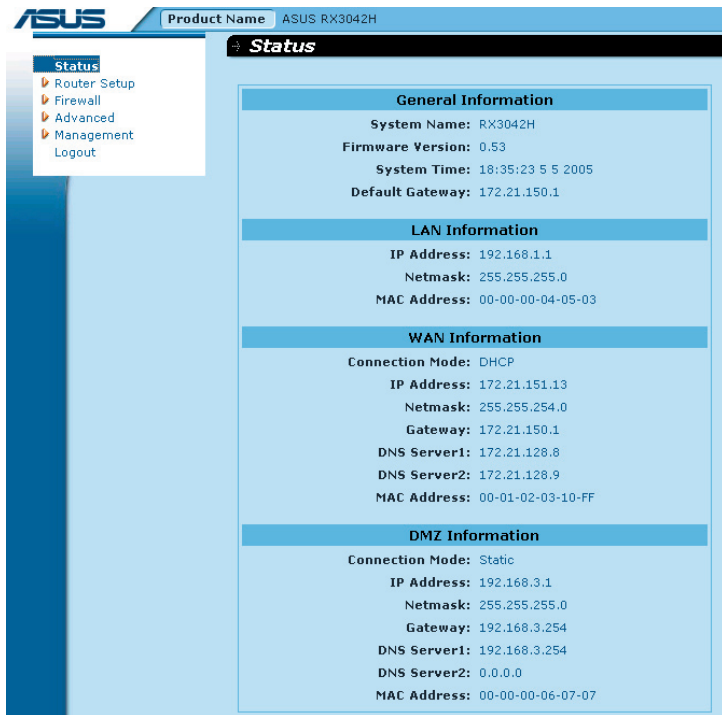 ASUS
Product Name ASUS RX3042H
Status
Status
Router Setup
Firewall
Advanced
Management
Logout
General Information
System Name: RX3042H
Firmware Version: 0.53
System Time: 18:35:23 5 5 2005
Default Gateway: 172.21.150.1
LAN Information
IP Address: 192.168.1.1
Netmask: 255.255.255.0
MAC Address: 00-00-00-04-05-03
WAN Information
Connection Mode: DHCP
IP Address: 172.21.151.13
Netmask: 255.255.254.0
Gateway: 172.21.150.1
DNS Server1: 172.21.128.8
DNS Server2: 172.21.128.9
MAC Address: 00-01-02-03-10-FF
DMZ Information
Connection Mode: Static
IP Address: 192.168.3.1
Netmask: 255.255.255.0
Gateway: 192.168.3.254
DNS Server1: 192.168.3.254
DNS Server2: 0.0.0.0
MAC Address: 00-00-00-06-07-07